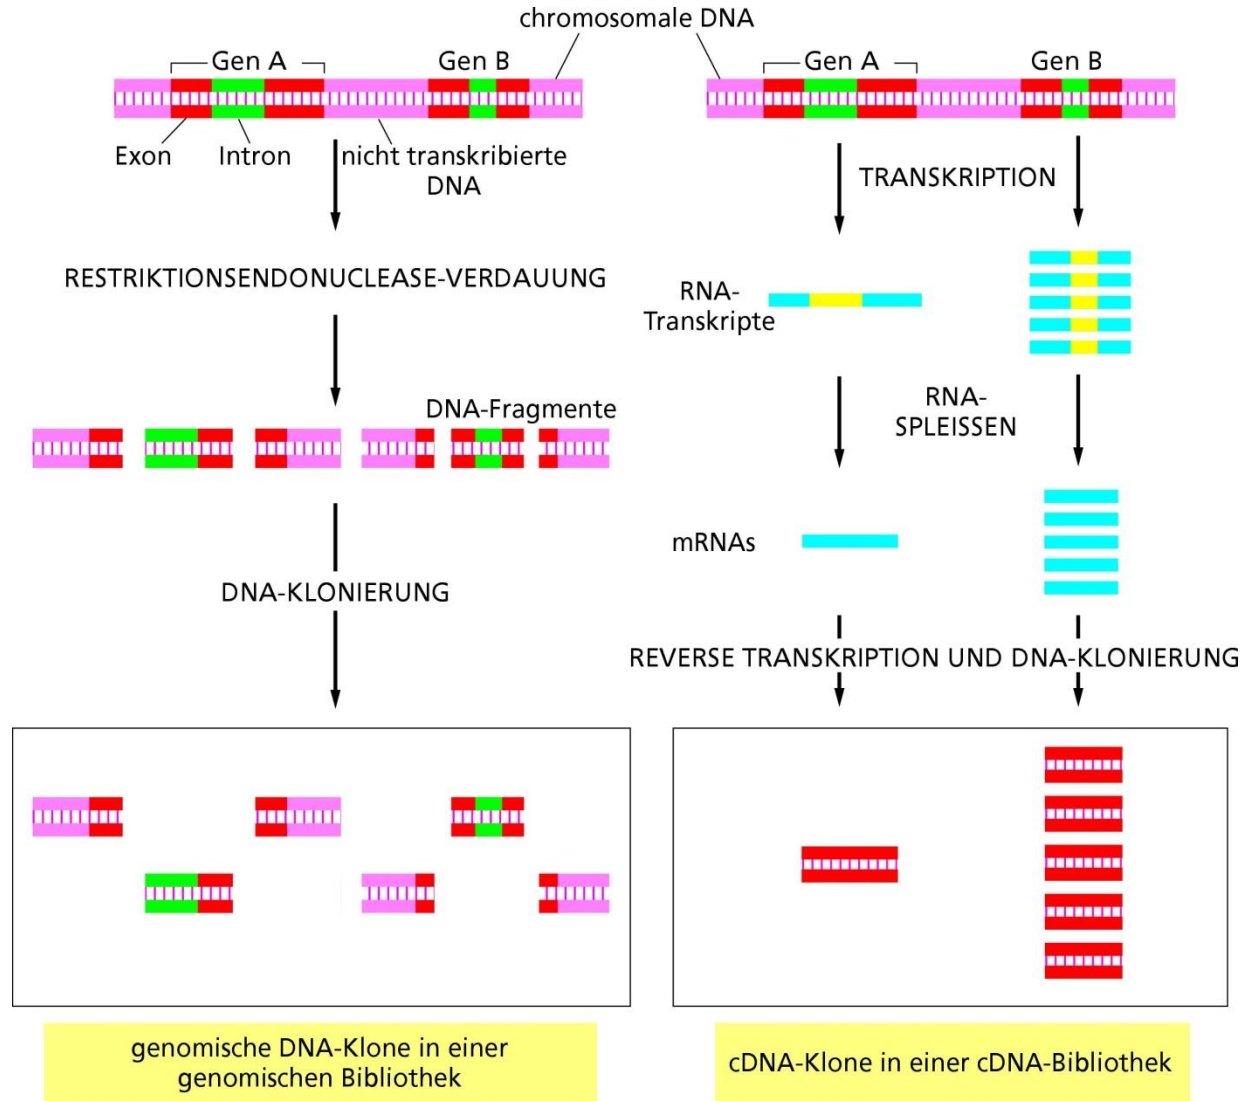 chromosomale DNA
Gen A
Gen B
Exon
Intron
nicht transkribierte
DNA
RESTRIKTIONSENDONUCLEASE-VERDAUUNG
DNA-Fragmente
DNA-KLONIERUNG
genomische DNA-Klone in einer
genomischen Bibliothek
Gen A
Gen B
TRANSKRIPTION
RNA-
Transkripte
RNA-
SPLEISSEN
mRNAs
REVERSE TRANSKRIPTION UND DNA-KLONIERUNG
cDNA-Klone in einer cDNA-Bibliothek